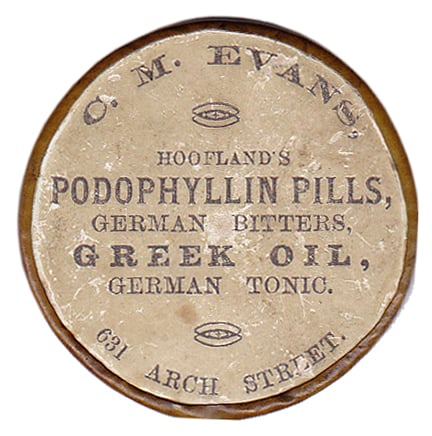 C. M. EVANS,
HOOFLAND'S
PODOPHYLLIN PILLS,
GERMAN BITTERS,
GREEK OIL,
GERMAN TONIC.
631 ARCH STREET.